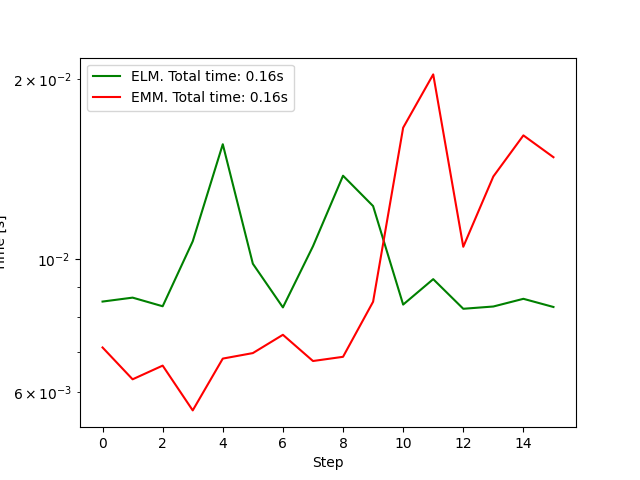 ELM. Total time: 0.16s
EMM. Total time: 0.16s
2 × 10⁻²
10⁻²
6 × 10⁻³
[s]
0 2 4 6 8 10 12 14
Step